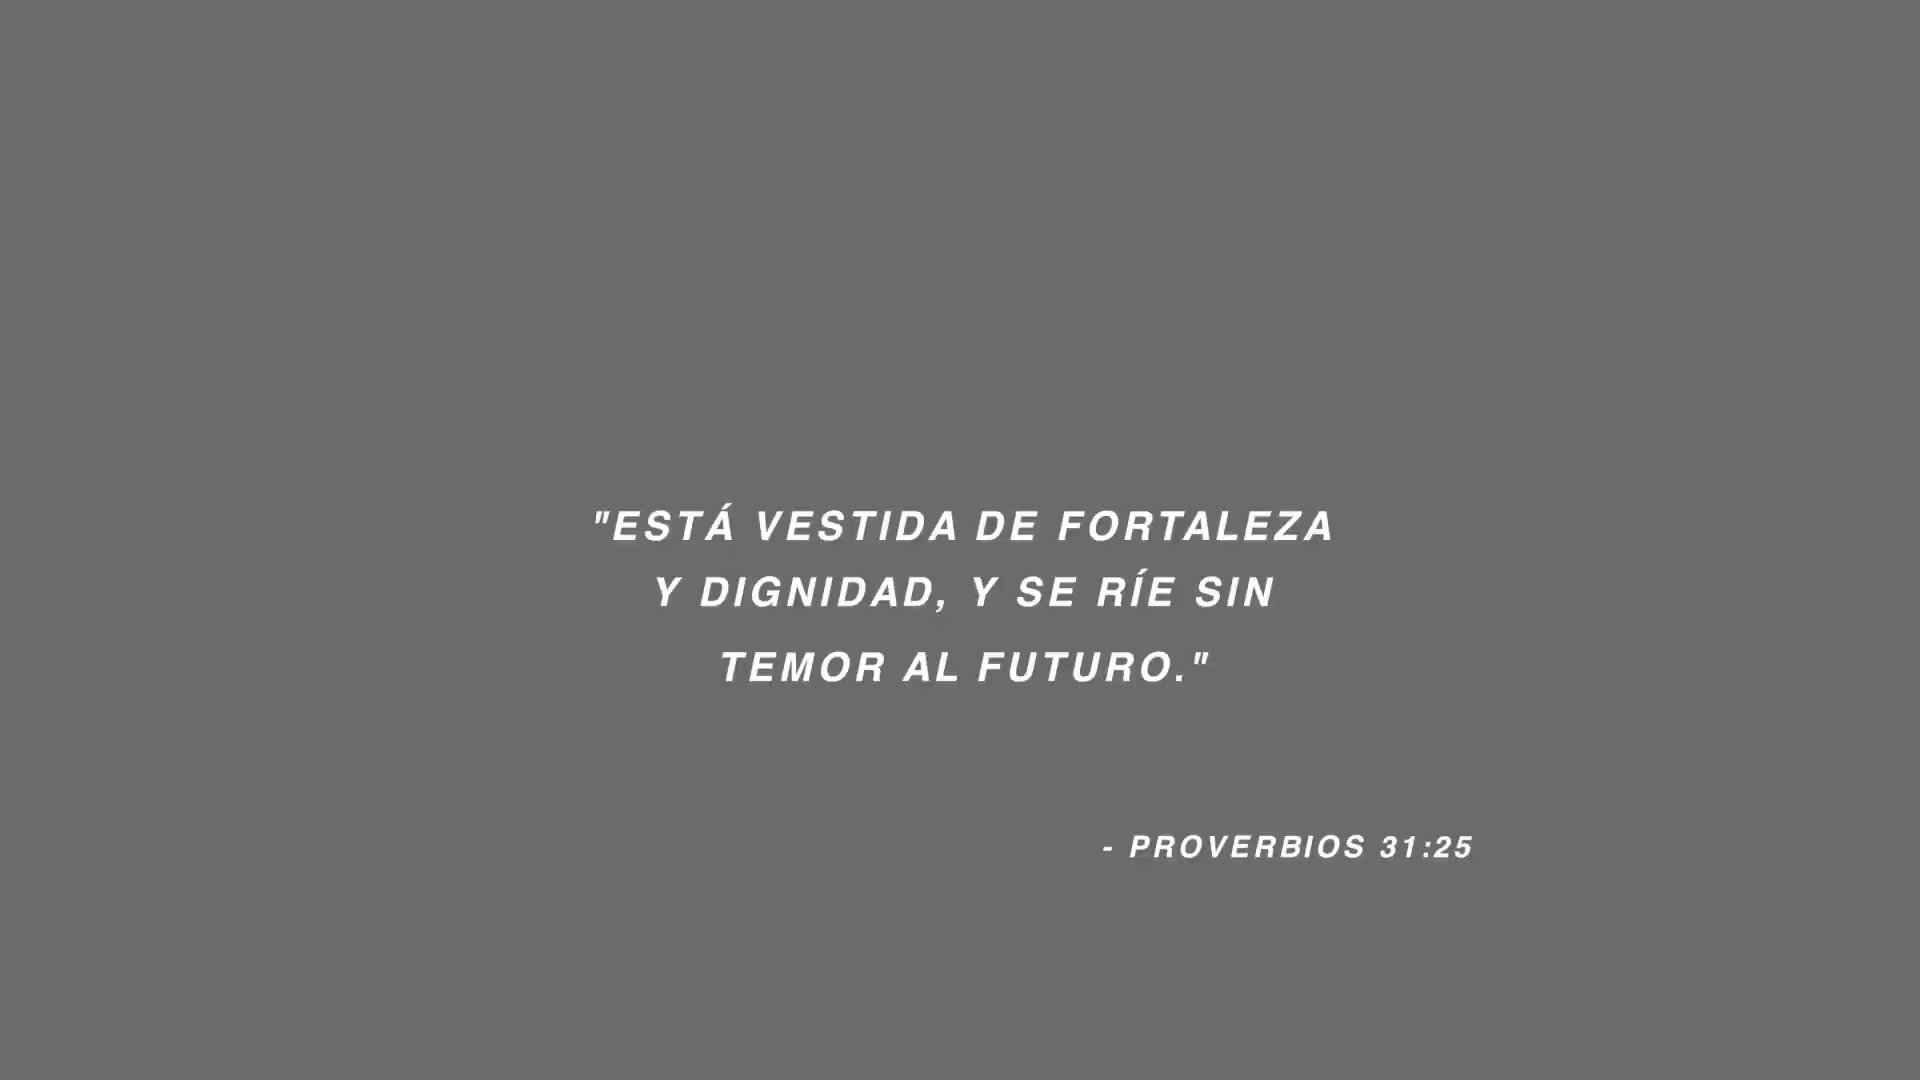 "ESTÁ VESTIDA DE FORTALEZA
Y DIGNIDAD, Y SE RÍE SIN
TEMOR AL FUTURO."
- PROVERBIOS 31:25